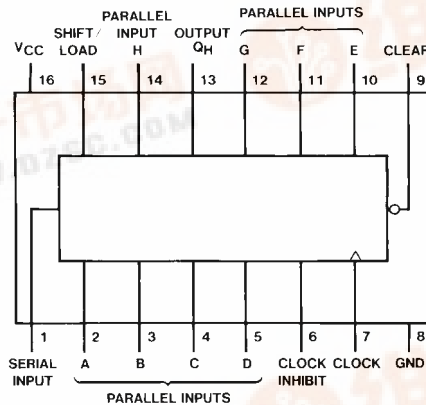 PARALLEL PARALLEL INPUTS
SHIFT/ INPUT OUTPUT
VCC LOAD H QH G F E CLEAR
16 15 14 13 12 11 10 9
1 2 3 4 5 6 7 8
SERIAL A B C D CLOCK CLOCK GND
INPUT INHIBIT
PARALLEL INPUTS